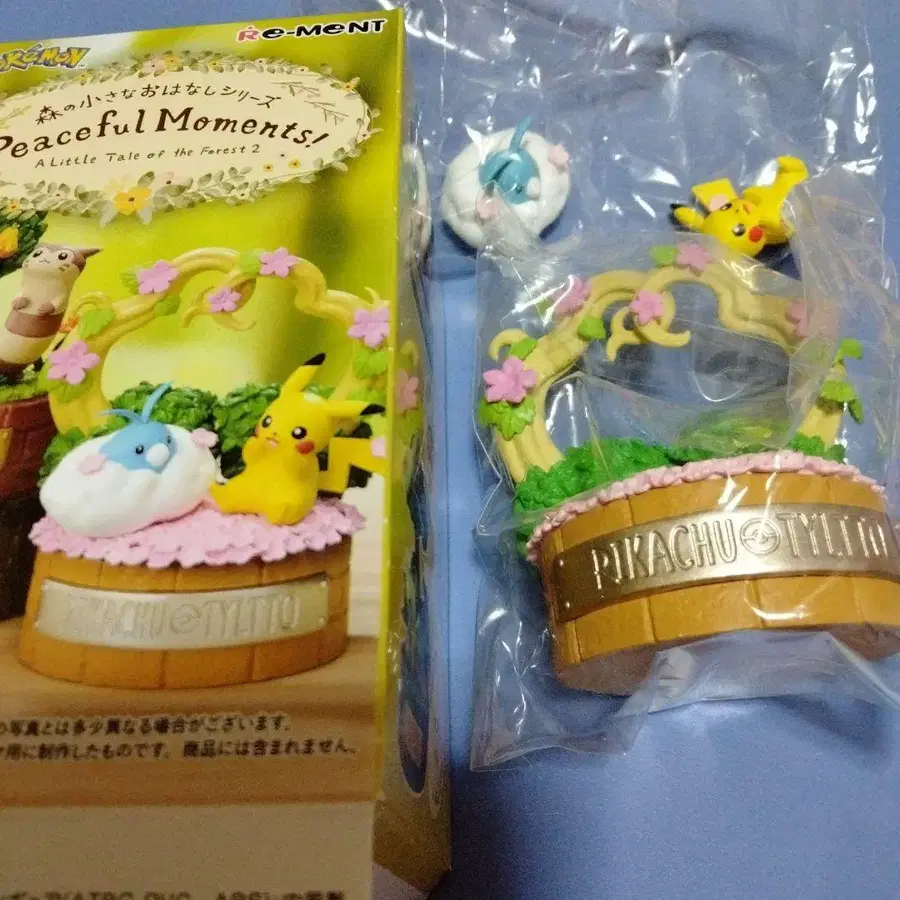 Re-MeNT
POKÉMON
森の小さなおはなしシリーズ
Peaceful Moments!
A Little Tale of the Forest 2
PIKACHU TYLTTO
PIKACHU TYLTTO
の写真とは多少異なる場合がございます。
用に制作したものです。商品には含まれません。